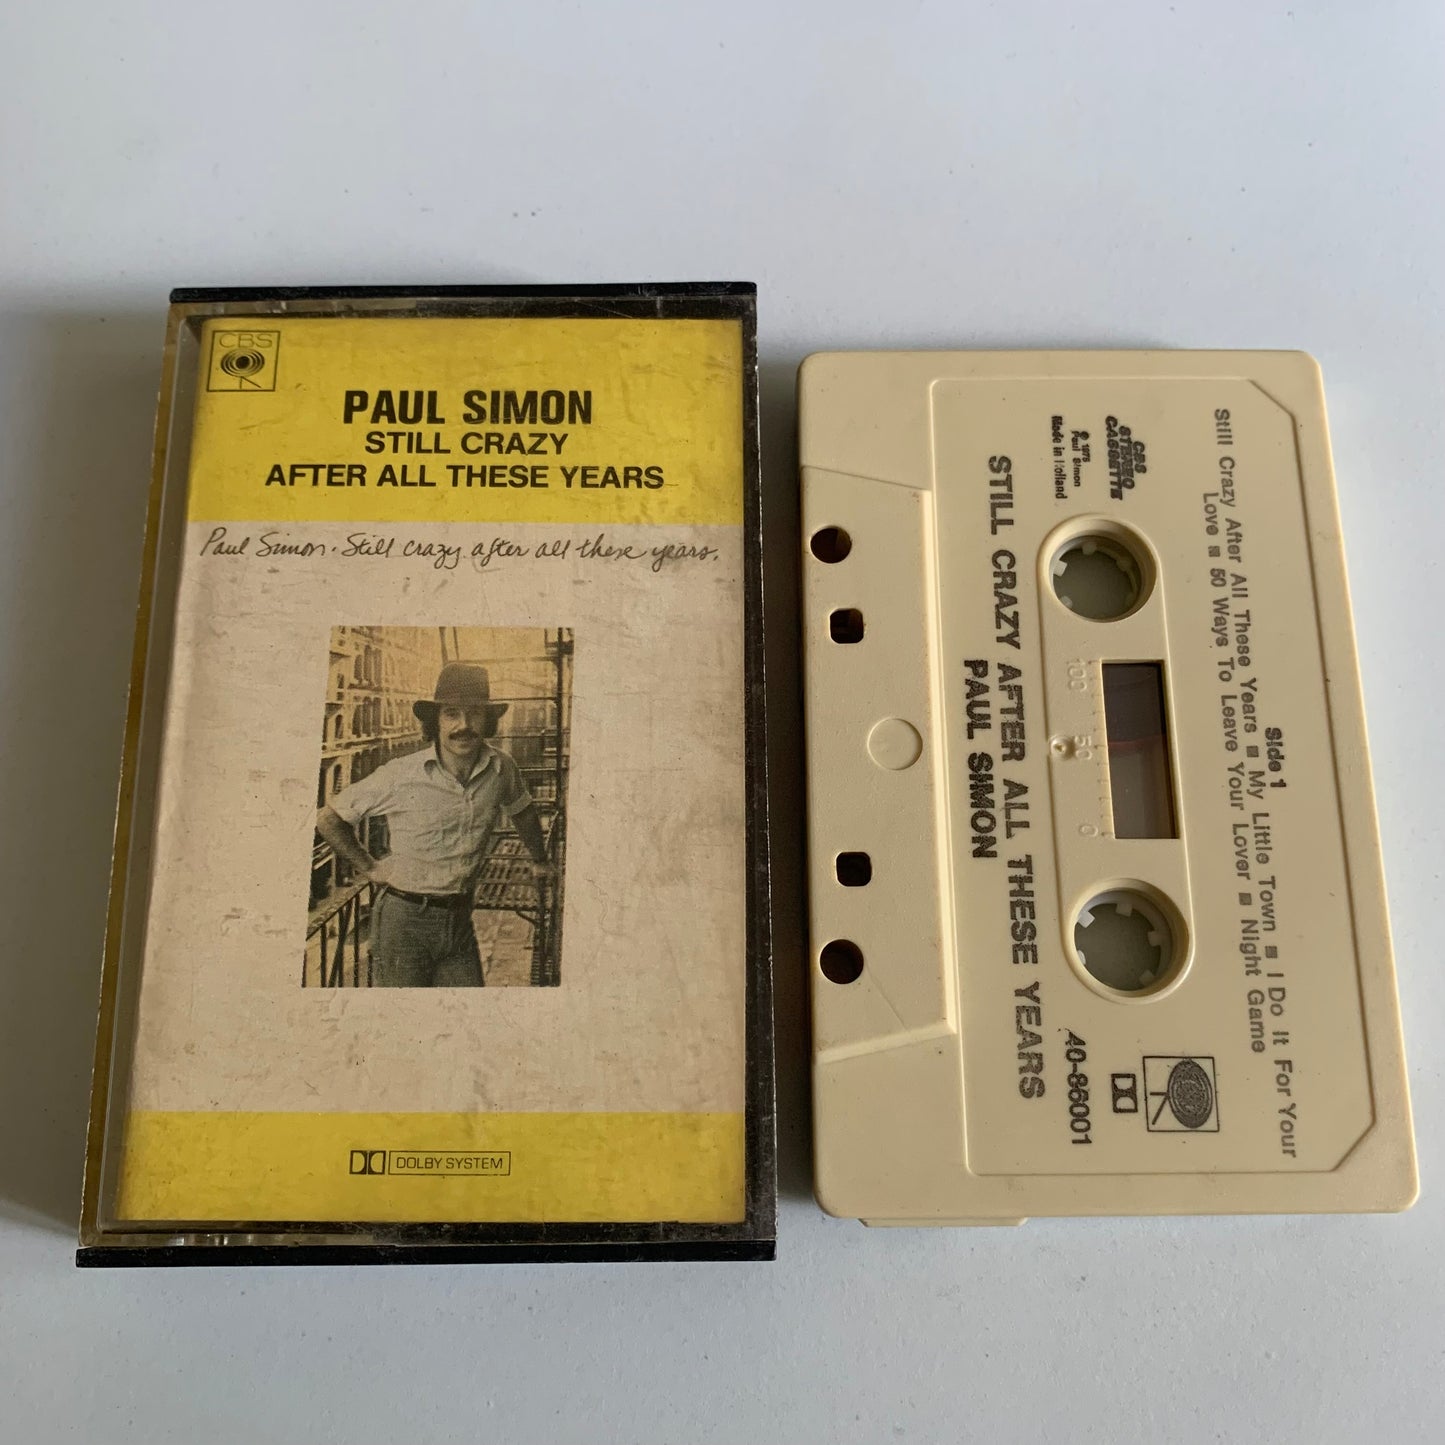 CBS
PAUL SIMON
STILL CRAZY
AFTER ALL THESE YEARS
Paul Simon. Still crazy after all these years.
DOLBY SYSTEM
Side 1
Still Crazy After All These Years ■ My Little Town ■ I Do It For Your
Love ■ 50 Ways To Leave Your Lover ■ Night Game
CBS
STEREO
CASSETTE
℗ 1975
Paul Simon
Made in Holland
100 50 0
40-86001
STILL CRAZY AFTER ALL THESE YEARS
PAUL SIMON